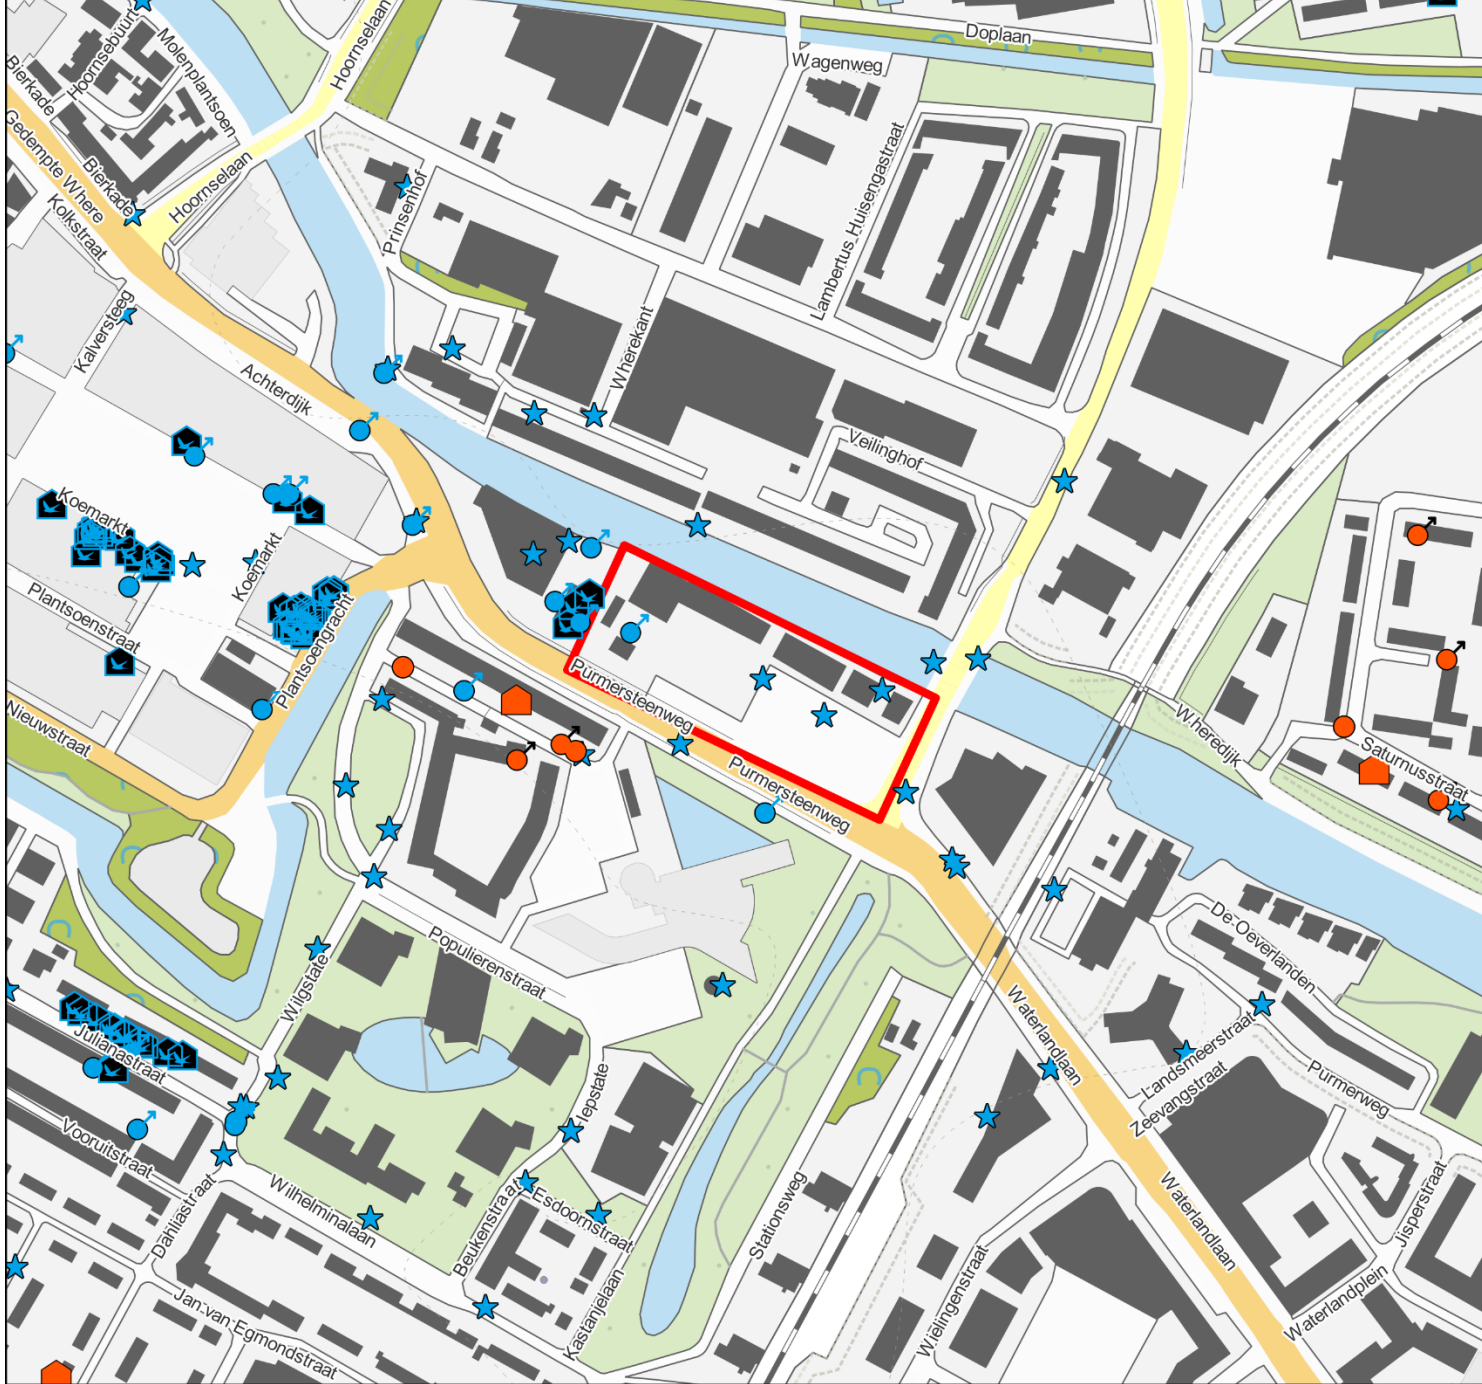 Doplaan
Wagenweg
Hoornselaan
Hoornsebuurt
Molenplantsoen
Bierkade
Gedempte Where
Bierkade
Hoornselaan
Kolkstraat
Prinsenhof
Lambertus Huisengastraat
Kalversteeg
Wherekant
Achterdijk
Veilinghof
Koemarkt
Koemarkt
Plantsoenstraat
Plantsoengracht
Purmersteenweg
Purmersteenweg
Nieuwstraat
Wheredijk
Saturnusstraat
De Oeverlanden
Populierenstraat
Wilgstate
Waterlandlaan
Landsmeerstraat
Zeevangstraat
Purmerweg
Julianastraat
Vooruitstraat
Iepstate
Wilhelminalaan
Dahliastraat
Beukenstraat
Esdoornstraat
Stationsweg
Waterlandlaan
Jisperstraat
Kastanjelaan
Wielingenstraat
Waterlandplein
Jan van Egmondstraat